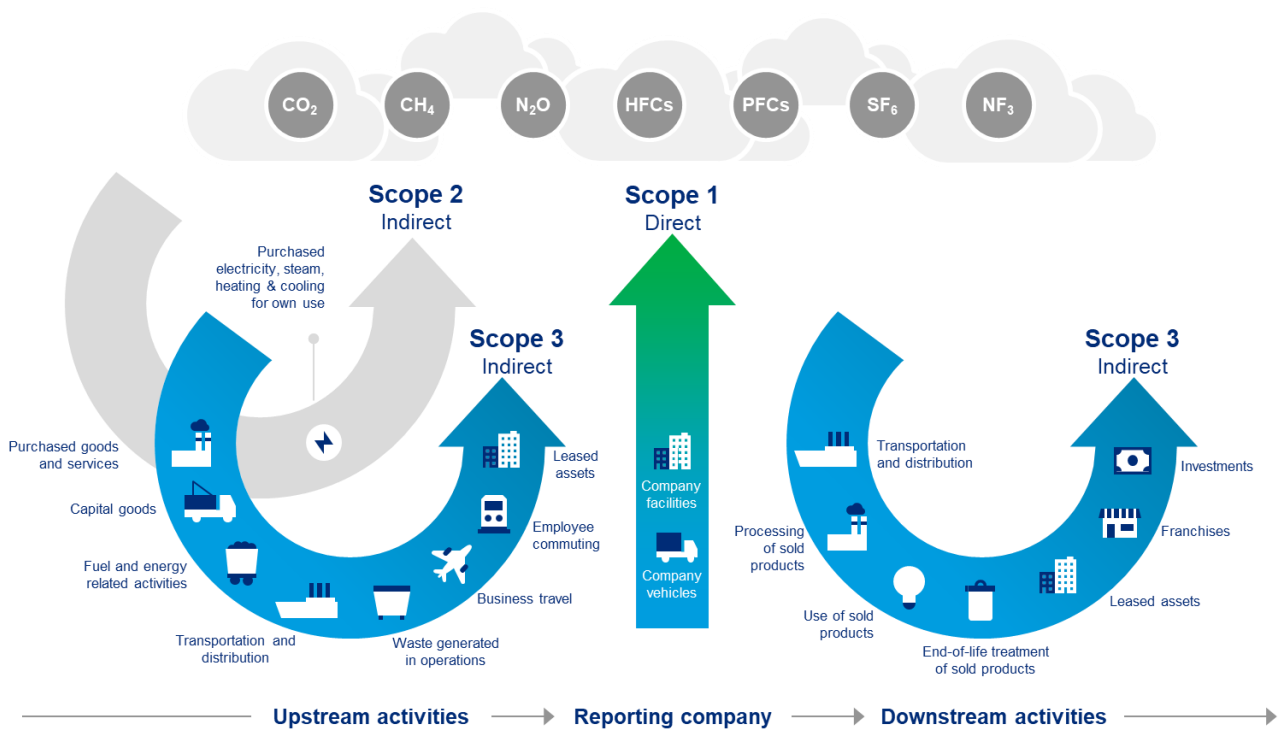 CO₂
CH₄
N₂O
HFCs
PFCs
SF₆
NF₃
Scope 2
Indirect
Purchased
electricity, steam,
heating & cooling
for own use
Scope 3
Indirect
Purchased goods
and services
Capital goods
Fuel and energy
related activities
Transportation and
distribution
Waste generated
in operations
Business travel
Employee
commuting
Leased
assets
Scope 1
Direct
Company
facilities
Company
vehicles
Scope 3
Indirect
Transportation
and distribution
Processing
of sold
products
Use of sold
products
End-of-life treatment
of sold products
Leased assets
Franchises
Investments
Upstream activities
Reporting company
Downstream activities